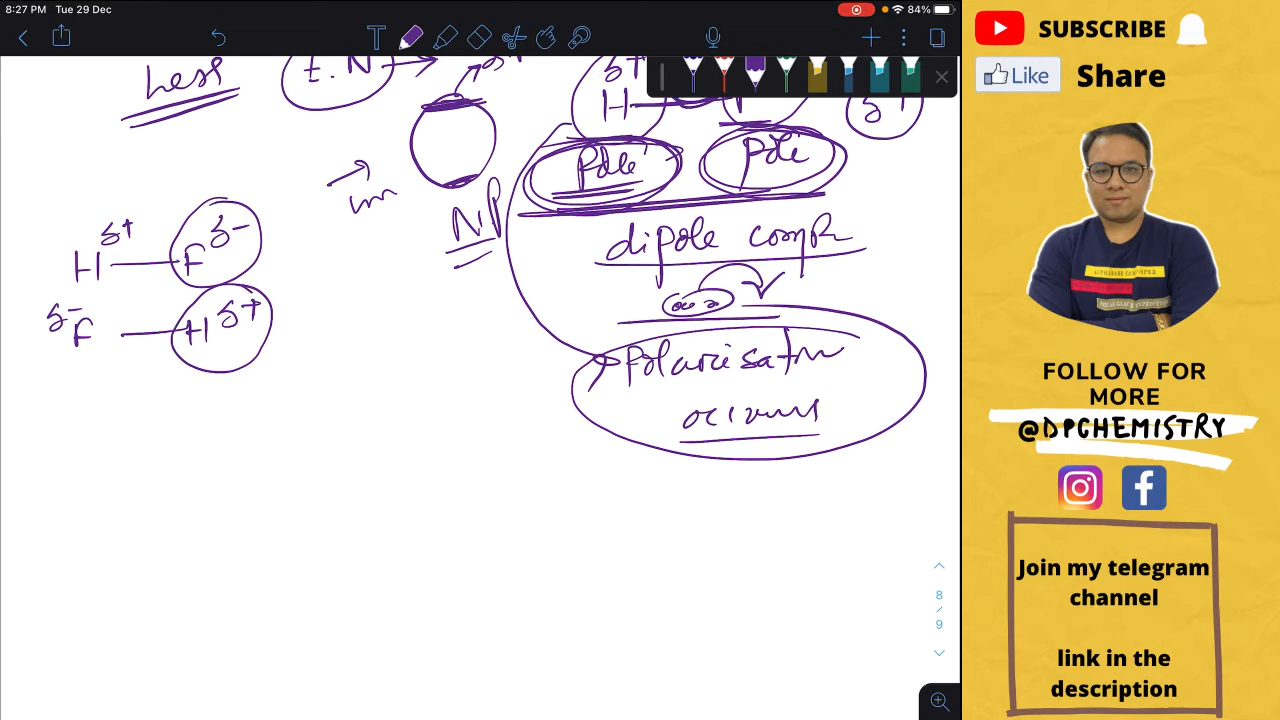 8:27 PM Tue 29 Dec
84%
Less
E.N
δ+
H
δ+
Pole
Pole
NP
dipole comp
δ+
H — F δ-
δ-
F — H δ+
Polarisatn
occurs
8
/
9
SUBSCRIBE
Like
Share
FOLLOW FOR
MORE
@DPCHEMISTRY
Join my telegram
channel
link in the
description